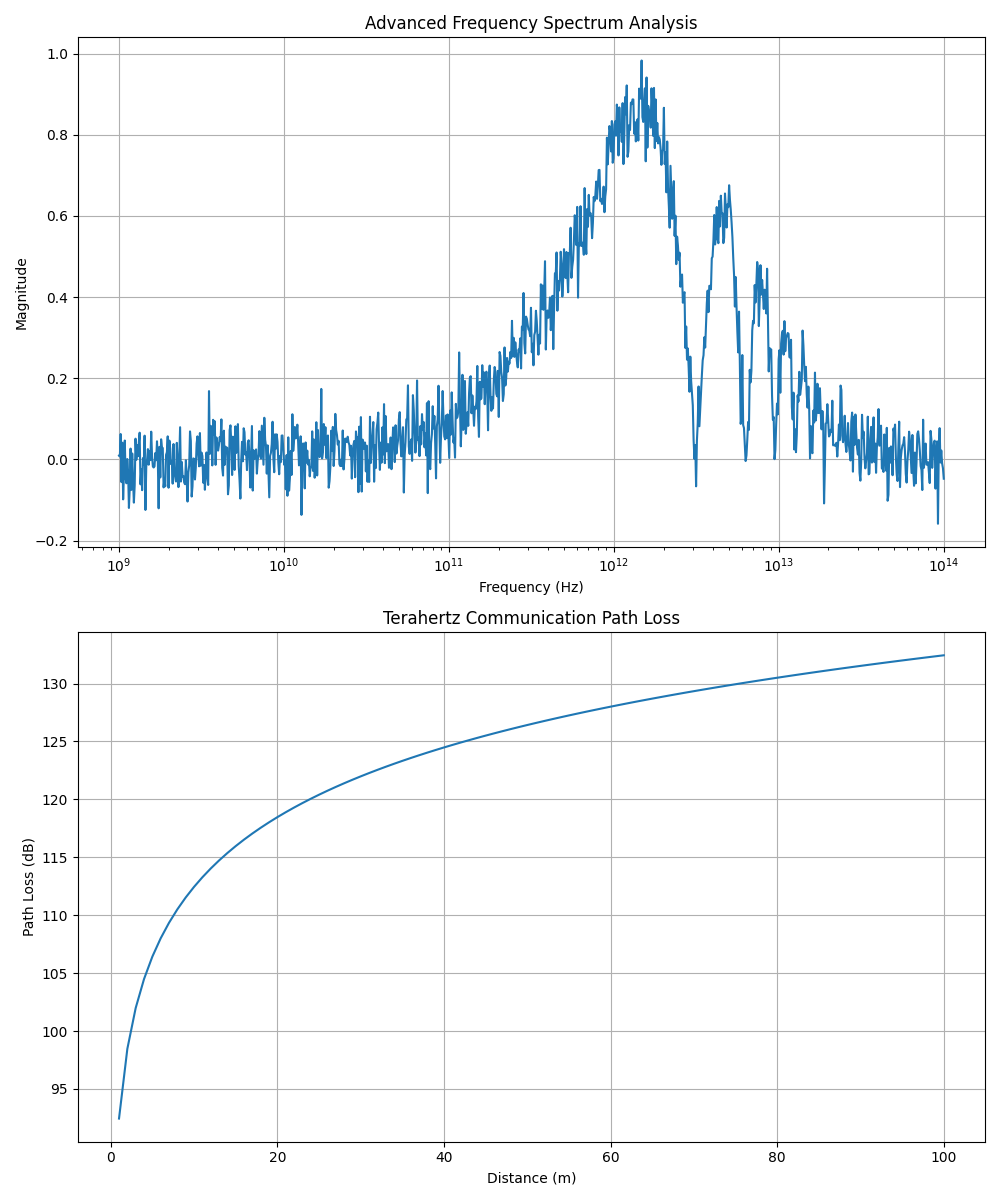 Advanced Frequency Spectrum Analysis
1.0
0.8
0.6
0.4
0.2
0.0
−0.2
Magnitude
10⁹ 10¹⁰ 10¹¹ 10¹² 10¹³ 10¹⁴
Frequency (Hz)
Terahertz Communication Path Loss
130
125
120
115
110
105
100
95
Path Loss (dB)
0 20 40 60 80 100
Distance (m)